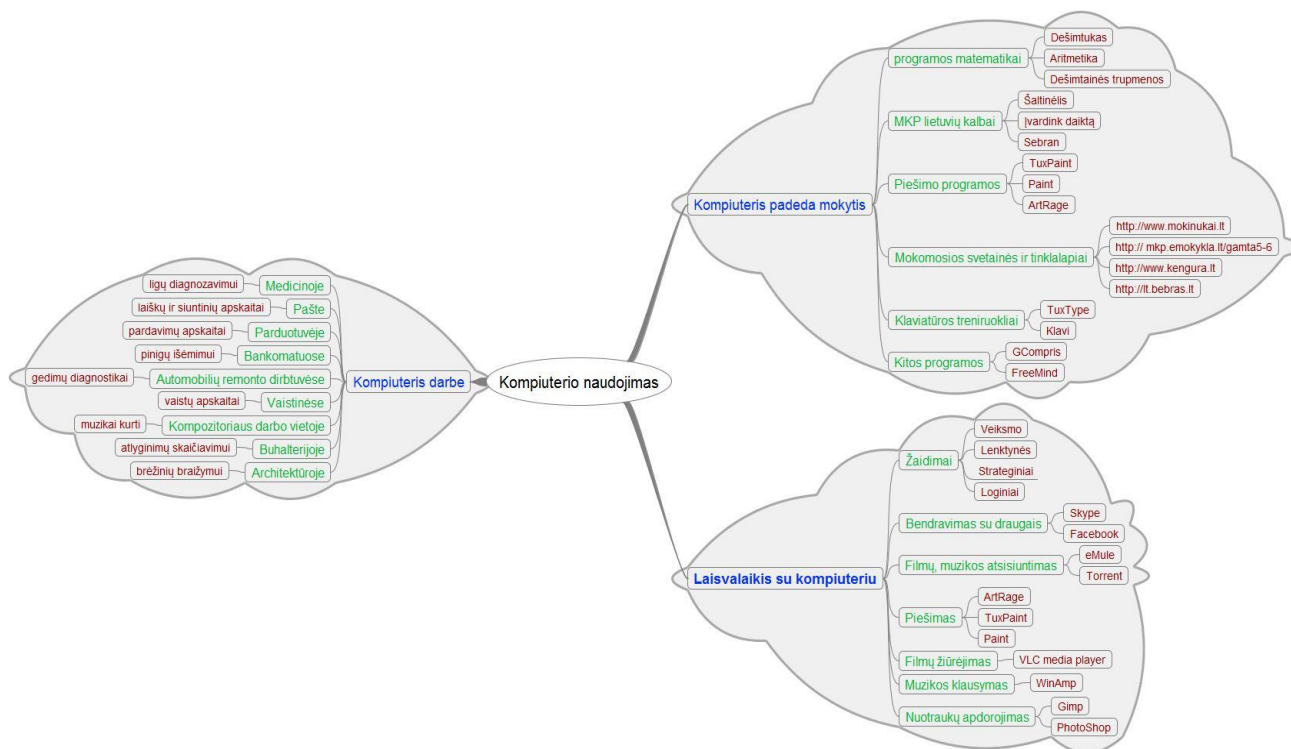 Kompiuterio naudojimas
Kompiuteris padeda mokytis
programos matematikai
Dešimtukas
Aritmetika
Dešimtainės trupmenos
MKP lietuvių kalbai
Šaltinėlis
Įvardink daiktą
Sebran
Piešimo programos
TuxPaint
Paint
ArtRage
Mokomosios svetainės ir tinklalapiai
http://www.mokinukai.lt
http:// mkp.emokykla.lt/gamta5-6
http://www.kengura.lt
http://lt.bebras.lt
Klaviatūros treniruokliai
TuxType
Klavi
Kitos programos
GCompris
FreeMind
Laisvalaikis su kompiuteriu
Žaidimai
Veiksmo
Lenktynės
Strateginiai
Loginiai
Bendravimas su draugais
Skype
Facebook
Filmų, muzikos atsisiuntimas
eMule
Torrent
Piešimas
ArtRage
TuxPaint
Paint
Filmų žiūrėjimas
VLC media player
Muzikos klausymas
WinAmp
Nuotraukų apdorojimas
Gimp
PhotoShop
Kompiuteris darbe
Medicinoje
ligų diagnozavimui
Pašte
laiškų ir siuntinių apskaitai
Parduotuvėje
pardavimų apskaitai
Bankomatuose
pinigų išėmimui
Automobilių remonto dirbtuvėse
gedimų diagnostikai
Vaistinėse
vaistų apskaitai
Kompozitoriaus darbo vietoje
muzikai kurti
Buhalterijoje
atlyginimų skaičiavimui
Architektūroje
brėžinių braižymui